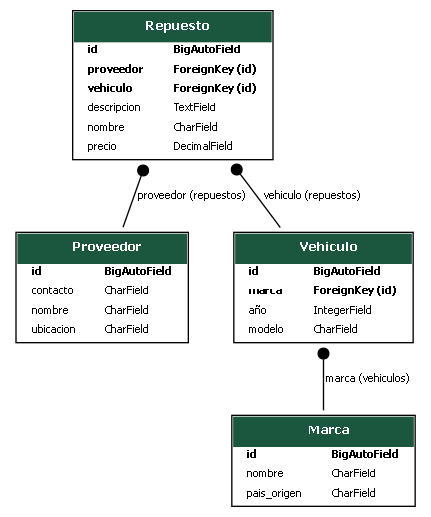 Repuesto
id BigAutoField
proveedor ForeignKey (id)
vehiculo ForeignKey (id)
descripcion TextField
nombre CharField
precio DecimalField
proveedor (repuestos)
vehiculo (repuestos)
Proveedor
id BigAutoField
contacto CharField
nombre CharField
ubicacion CharField
Vehiculo
id BigAutoField
marca ForeignKey (id)
año IntegerField
modelo CharField
marca (vehiculos)
Marca
id BigAutoField
nombre CharField
pais_origen CharField